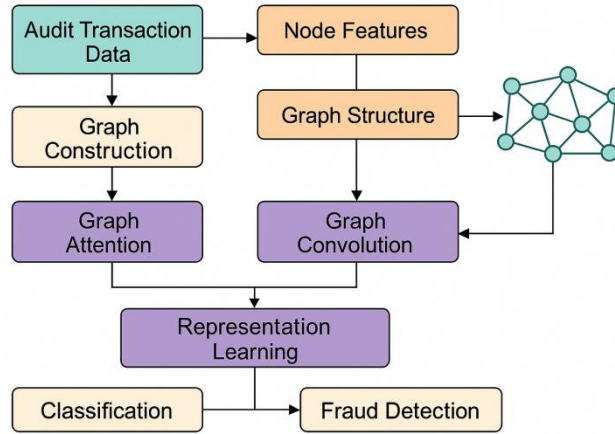 Audit Transaction
Data
Node Features
Graph Structure
Graph
Construction
Graph
Attention
Graph
Convolution
Representation
Learning
Classification
Fraud Detection